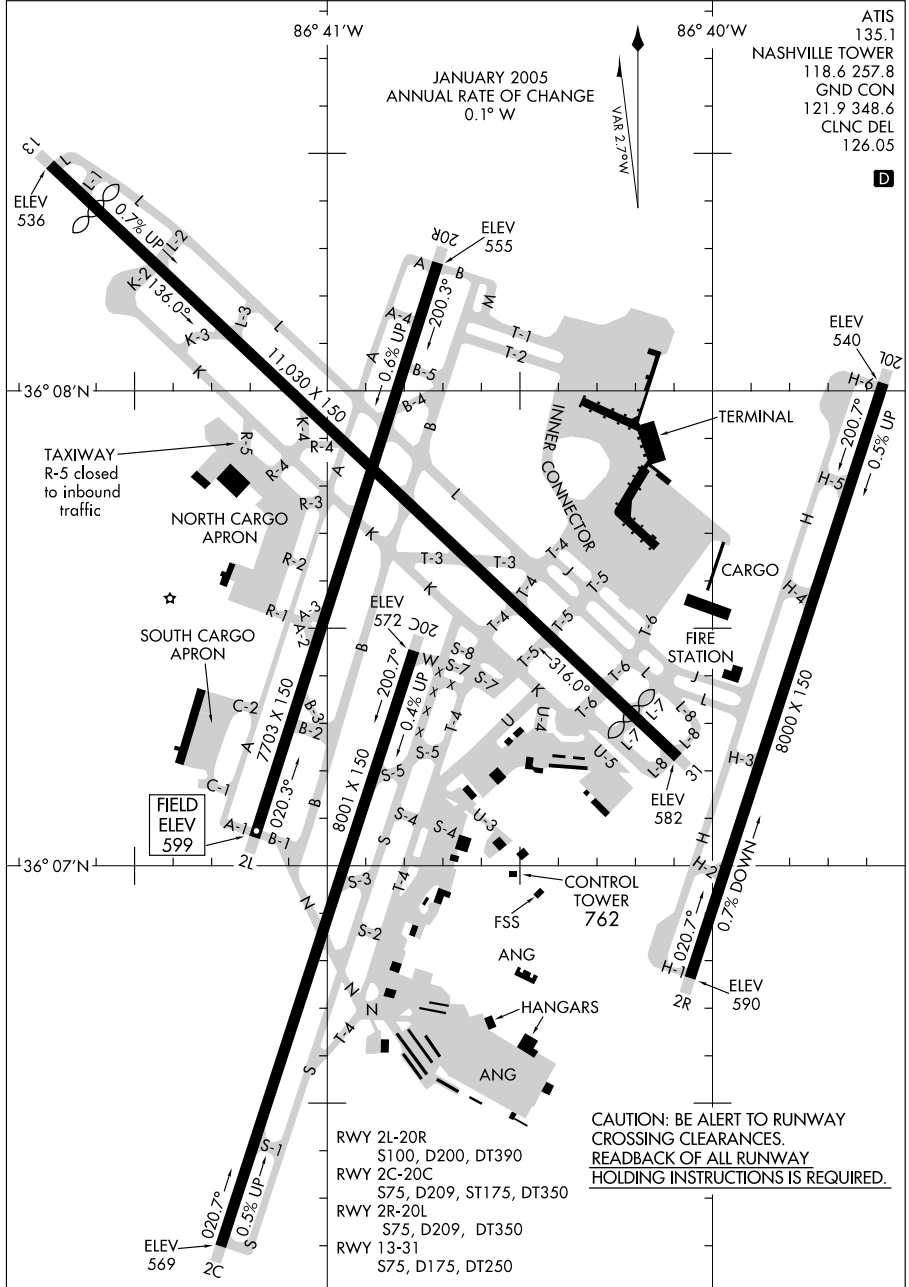 86° 41'W
86° 40'W
ATIS
135.1
NASHVILLE TOWER
118.6 257.8
GND CON
121.9 348.6
CLNC DEL
126.05
D
JANUARY 2005
ANNUAL RATE OF CHANGE
0.1° W
VAR 2.7°W
13
ELEV
536
L
L-1
L
0.7% UP
L-2
K-2
136.0°
L-3
L
K-3
K
11,030 X 150
20R
ELEV
555
A
B
200.3°
W
A-4
0.6% UP
A
T-1
T-2
B-5
B-4
B
ELEV
540
20L
H-6
200.7°
0.5% UP
36° 08'N
TERMINAL
INNER CONNECTOR
TAXIWAY
R-5 closed
to inbound
traffic
R-5
K-4
R-4
R-4
A
L
H-5
NORTH CARGO
APRON
R-3
K
H
R-2
T-3
T-3
T-4
J
T-5
CARGO
H-4
K
T-4
ELEV
572
20C
R-1
A-3
A-2
T-4
T-5
T-6
FIRE
STATION
SOUTH CARGO
APRON
B
200.7°
W
S-8
S-7
S-7
T-5
316.0°
T-6
L
J
L
C-2
B-3
B-2
0.4% UP
x
x
x
x
x
T-4
K
U
U-4
T-6
L-7
L-7
L-8
L-8
8000 X 150
7703 X 150
A
S-5
S-5
U-5
L-8
31
H-3
C-1
020.3°
B
8001 X 150
ELEV
582
FIELD
ELEV
599
A-1
B-1
2L
S-4
S-4
U-3
S
H
36° 07'N
H-2
0.7% DOWN
S-3
T-4
CONTROL
TOWER
762
N
FSS
020.7°
S-2
ANG
H-1
2R
ELEV
590
N
N
HANGARS
T-4
S
ANG
S-1
RWY 2L-20R
S100, D200, DT390
RWY 2C-20C
S75, D209, ST175, DT350
RWY 2R-20L
S75, D209, DT350
RWY 13-31
S75, D175, DT250
CAUTION: BE ALERT TO RUNWAY
CROSSING CLEARANCES.
READBACK OF ALL RUNWAY
HOLDING INSTRUCTIONS IS REQUIRED.
020.7°
0.5% UP
S
ELEV
569
2C